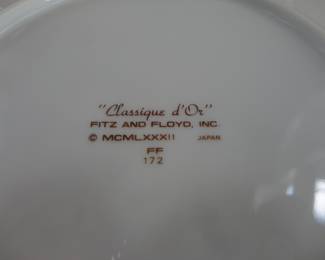 "Classique d'Or"
FITZ AND FLOYD, INC.
© MCMLXXXII JAPAN
FF
172